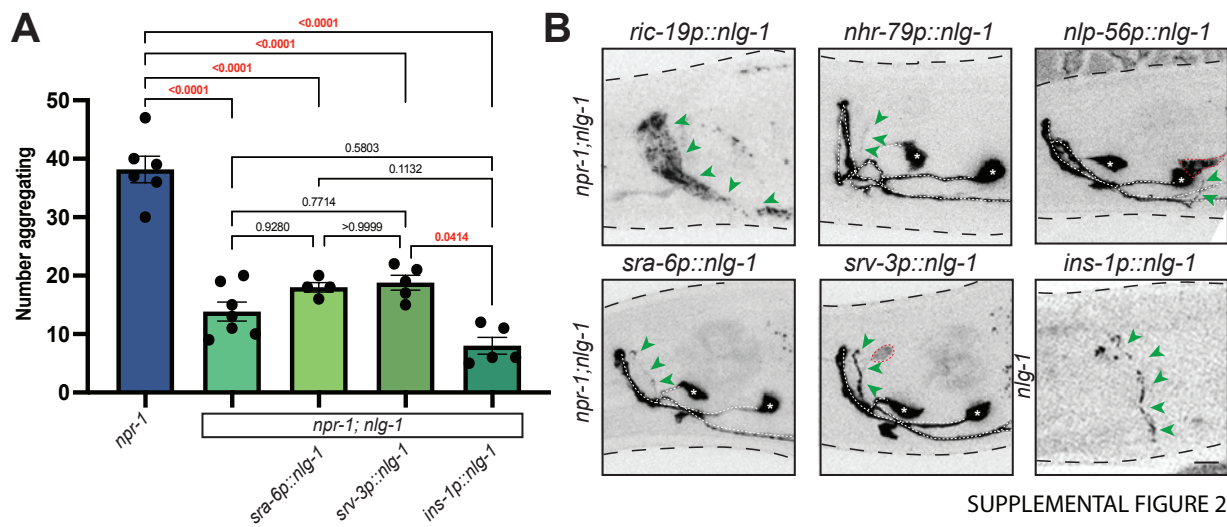 A
<0.0001
<0.0001
<0.0001
<0.0001
0.5803
0.1132
0.7714
0.9280
>0.9999
0.0414
Number aggregating
50
40
30
20
10
0
npr-1
npr-1; nlg-1
sra-6p::nlg-1
srv-3p::nlg-1
ins-1p::nlg-1
B
ric-19p::nlg-1
nhr-79p::nlg-1
nlp-56p::nlg-1
npr-1;nlg-1
*
*
*
*
sra-6p::nlg-1
srv-3p::nlg-1
ins-1p::nlg-1
npr-1;nlg-1
nlg-1
*
*
*
*
SUPPLEMENTAL FIGURE 2